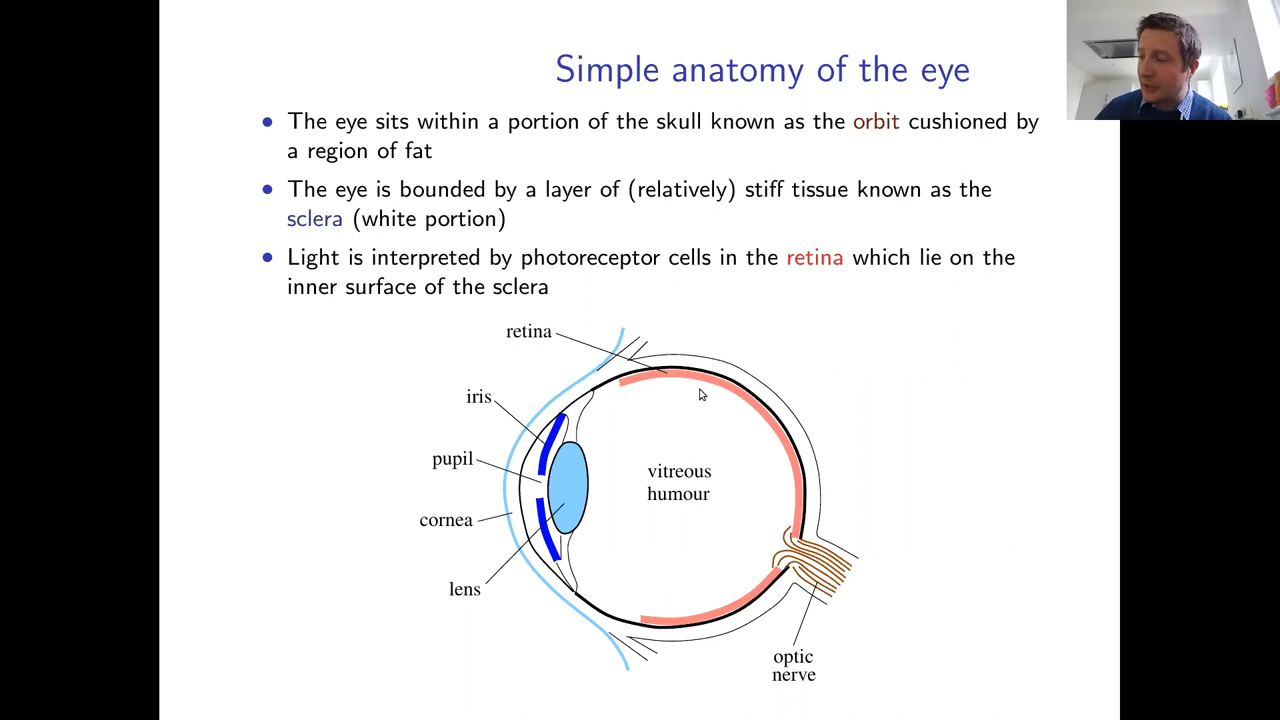 Simple anatomy of the eye
• The eye sits within a portion of the skull known as the orbit cushioned by
a region of fat
• The eye is bounded by a layer of (relatively) stiff tissue known as the
sclera (white portion)
• Light is interpreted by photoreceptor cells in the retina which lie on the
inner surface of the sclera
retina
iris
pupil
cornea
lens
vitreous
humour
optic
nerve